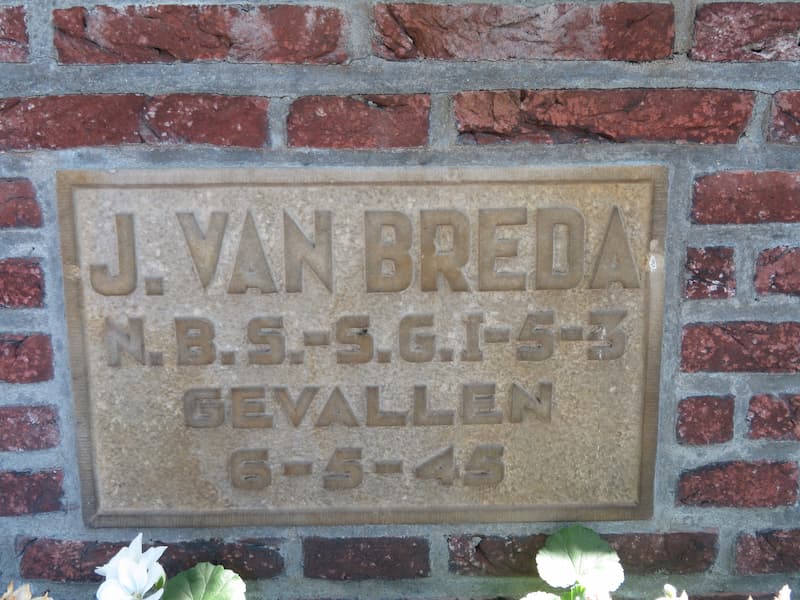 J. VAN BREDA
N.B.S.-S.G.I-5-3
GEVALLEN
6-5-45